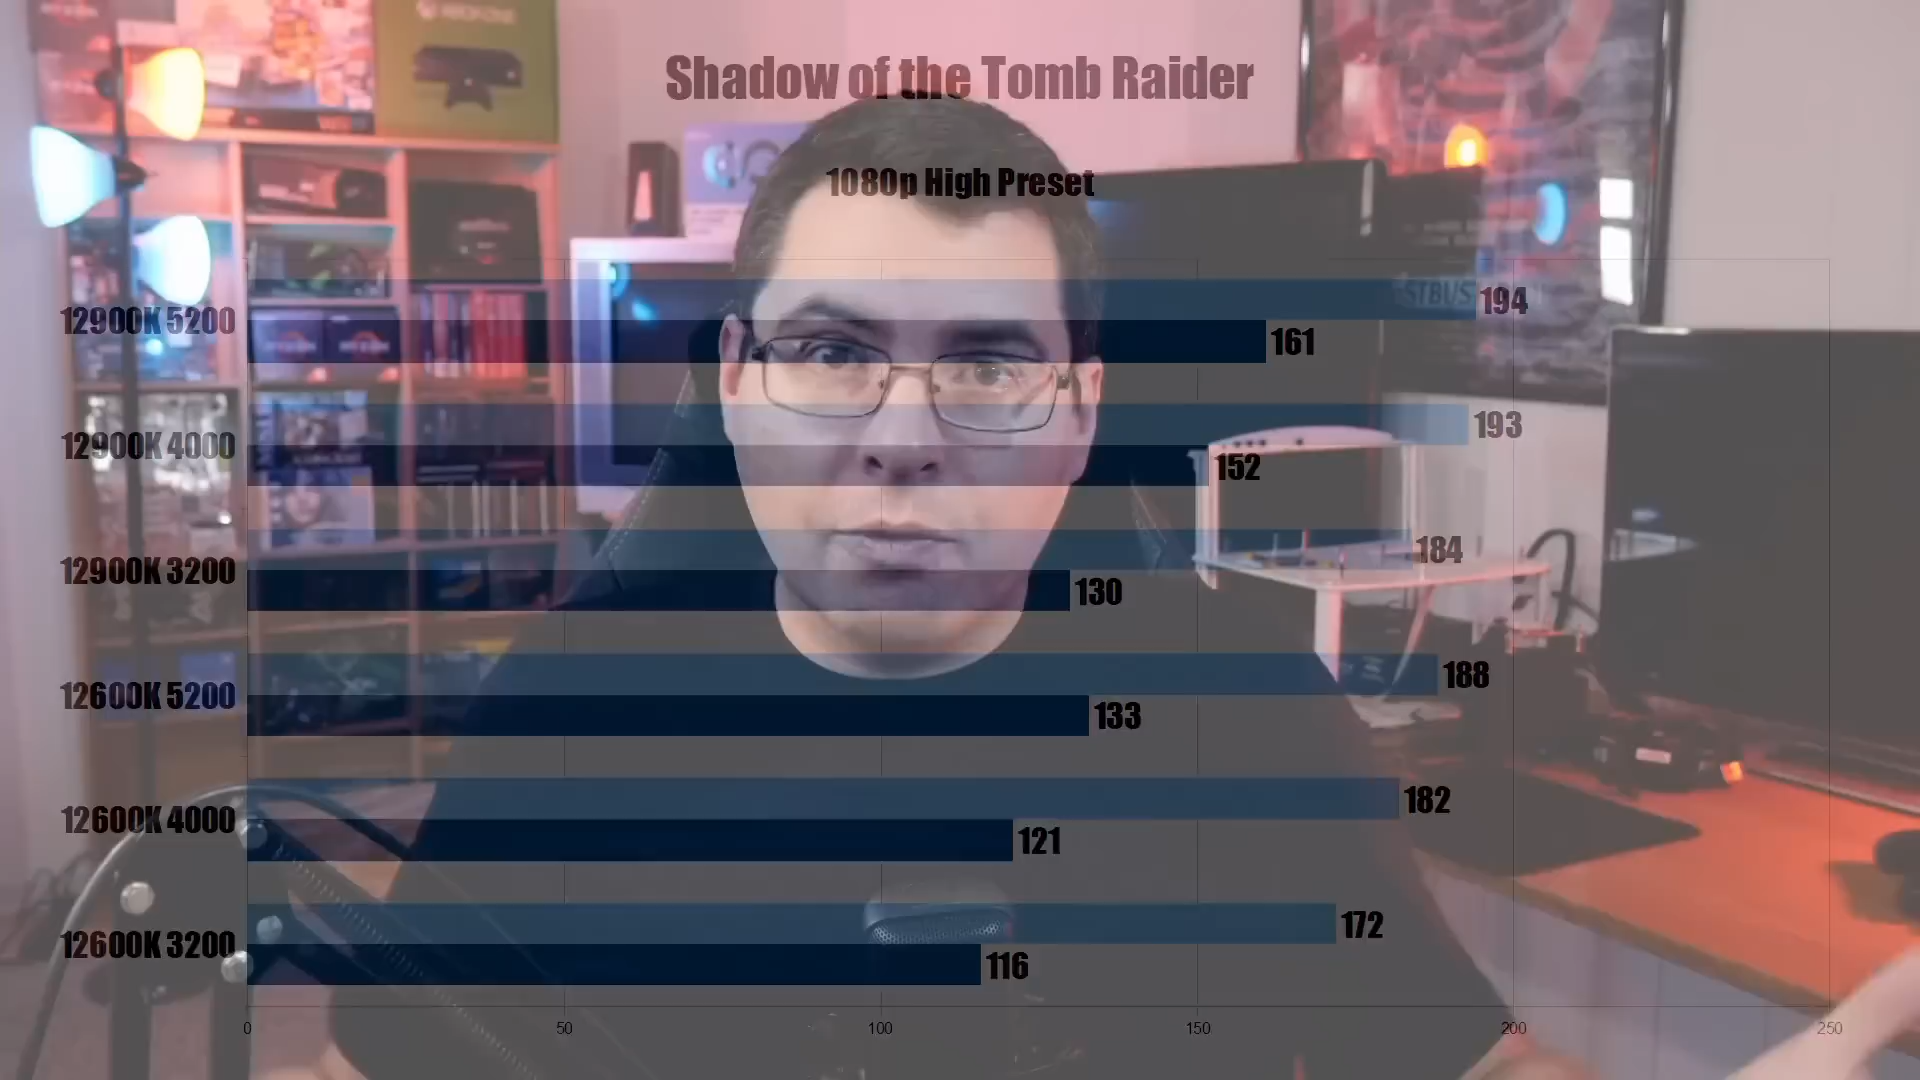 XBOX ONE
Shadow of the Tomb Raider
1080p High Preset
12900K 5200
194
161
12900K 4000
193
152
12900K 3200
184
130
12600K 5200
188
133
12600K 4000
182
121
12600K 3200
172
116
0
50
100
150
200
250